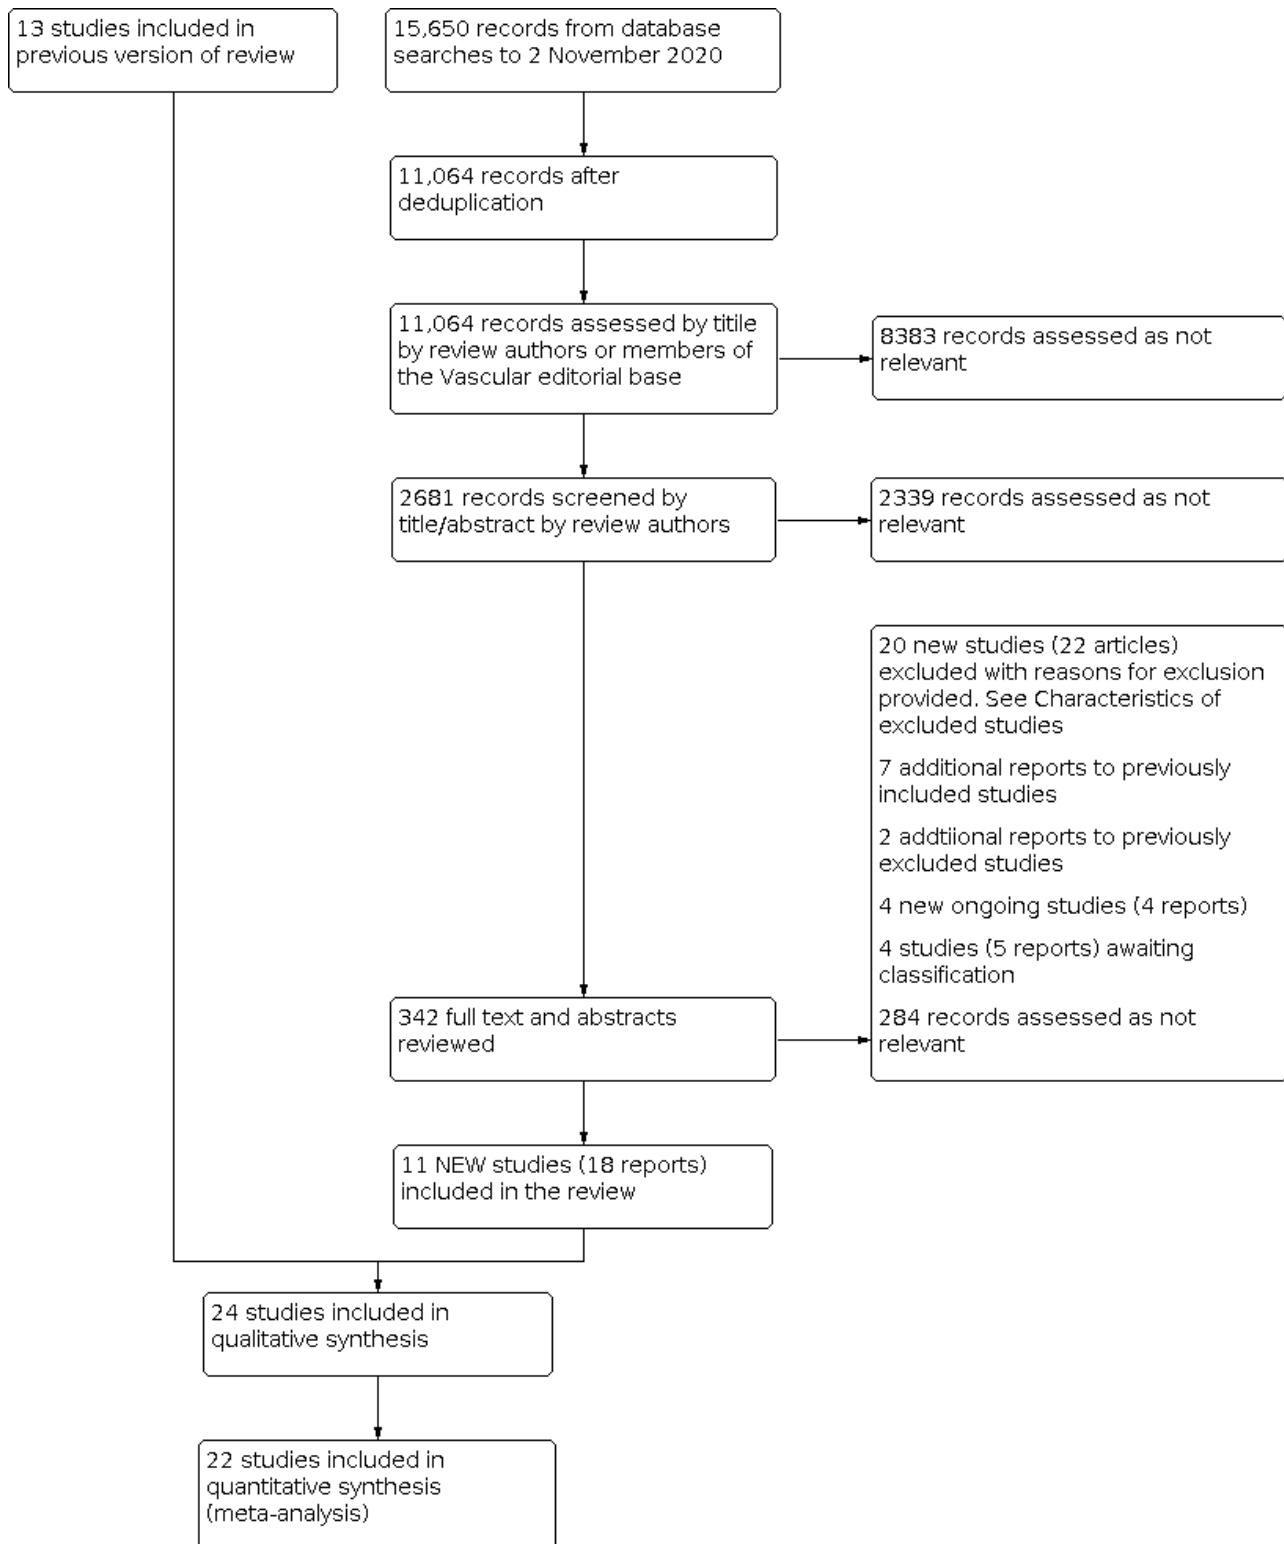 13 studies included in
previous version of review
15,650 records from database
searches to 2 November 2020
11,064 records after
deduplication
11,064 records assessed by titile
by review authors or members of
the Vascular editorial base
8383 records assessed as not
relevant
2681 records screened by
title/abstract by review authors
2339 records assessed as not
relevant
20 new studies (22 articles)
excluded with reasons for exclusion
provided. See Characteristics of
excluded studies
7 additional reports to previously
included studies
2 addtiional reports to previously
excluded studies
4 new ongoing studies (4 reports)
4 studies (5 reports) awaiting
classification
284 records assessed as not
relevant
342 full text and abstracts
reviewed
11 NEW studies (18 reports)
included in the review
24 studies included in
qualitative synthesis
22 studies included in
quantitative synthesis
(meta-analysis)